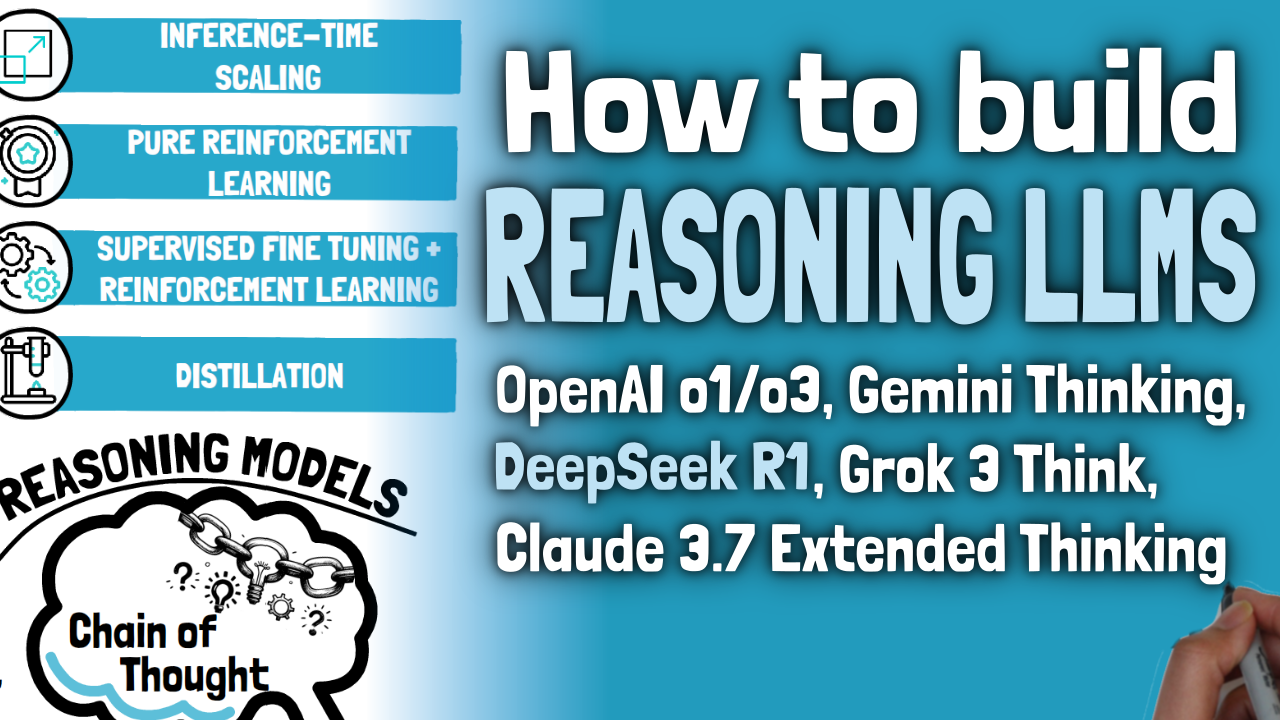 INFERENCE-TIME
SCALING
PURE REINFORCEMENT
LEARNING
SUPERVISED FINE TUNING +
REINFORCEMENT LEARNING
DISTILLATION
REASONING MODELS
Chain of
Thought
How to build
REASONING LLMS
OpenAI o1/o3, Gemini Thinking,
DeepSeek R1, Grok 3 Think,
Claude 3.7 Extended Thinking